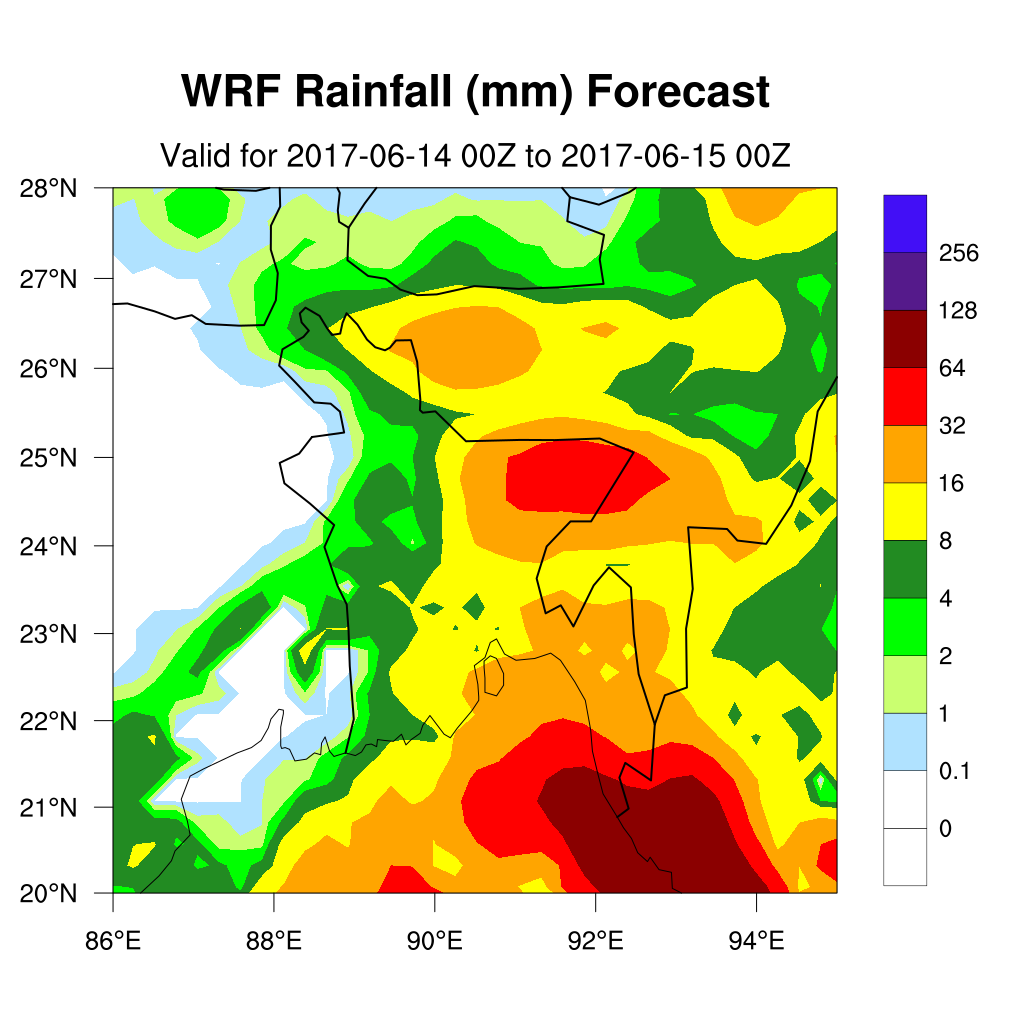 WRF Rainfall (mm) Forecast
Valid for 2017-06-14 00Z to 2017-06-15 00Z
28°N
27°N
26°N
25°N
24°N
23°N
22°N
21°N
20°N
86°E 88°E 90°E 92°E 94°E
256
128
64
32
16
8
4
2
1
0.1
0